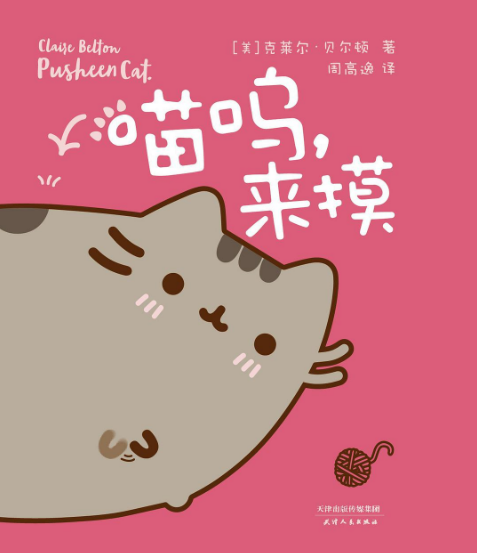 Claire Belton
Pusheen Cat.
[美]克莱尔·贝尔顿 著
周高逸 译
喵呜，
来摸
天津出版传媒集团
天津人民出版社